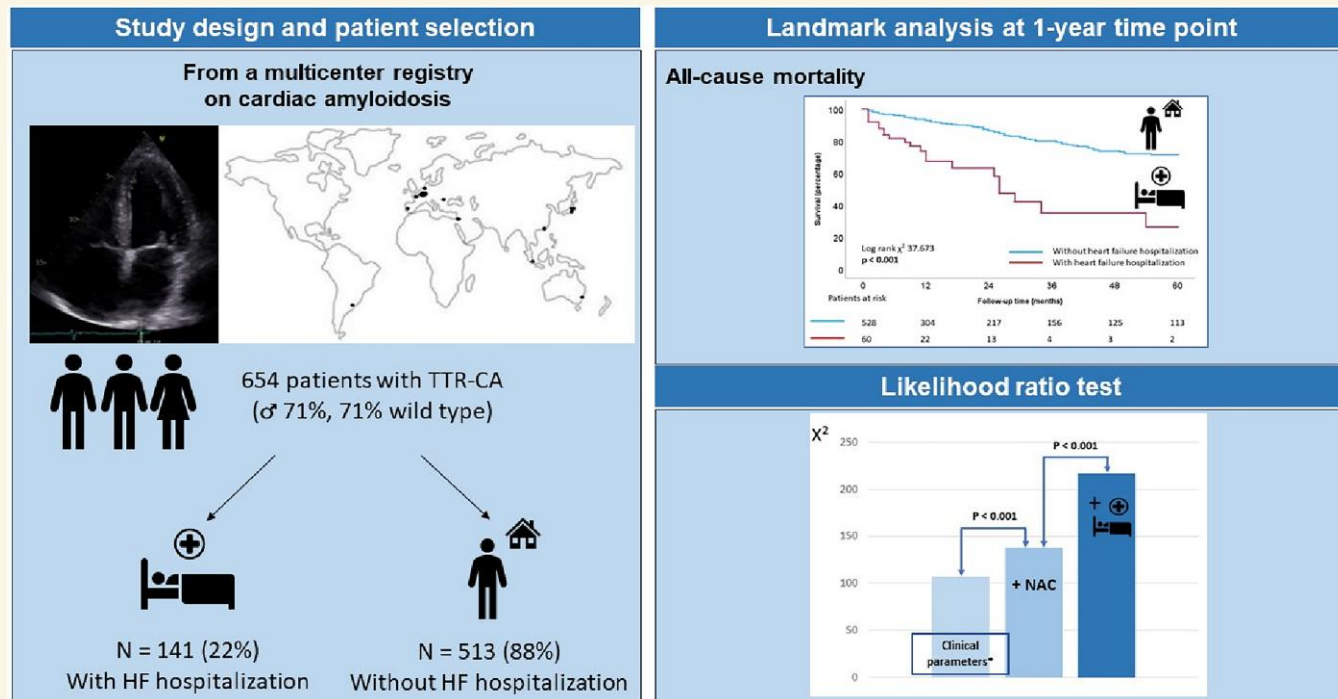 Study design and patient selection
From a multicenter registry
on cardiac amyloidosis
654 patients with TTR-CA
(♂ 71%, 71% wild type)
N = 141 (22%)
With HF hospitalization
N = 513 (88%)
Without HF hospitalization
Landmark analysis at 1-year time point
All-cause mortality
Survival (percentage)
100
80
60
40
20
0
Log rank χ² 37.673
p < 0.001
Without heart failure hospitalization
With heart failure hospitalization
0 12 24 36 48 60
Patients at risk
Follow-up time (months)
528 304 217 156 125 113
60 22 13 4 3 2
Likelihood ratio test
X²
250
200
150
100
50
0
P < 0.001
P < 0.001
+
+ NAC
Clinical
parameters*